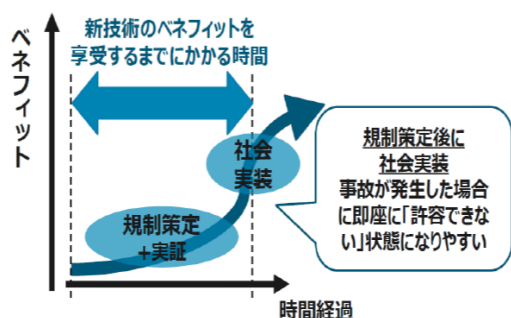 新技術のベネフィットを
享受するまでにかかる時間
ベネフィット
社会
実装
規制策定
+実証
規制策定後に
社会実装
事故が発生した場合
に即座に「許容できな
い」状態になりやすい
時間経過